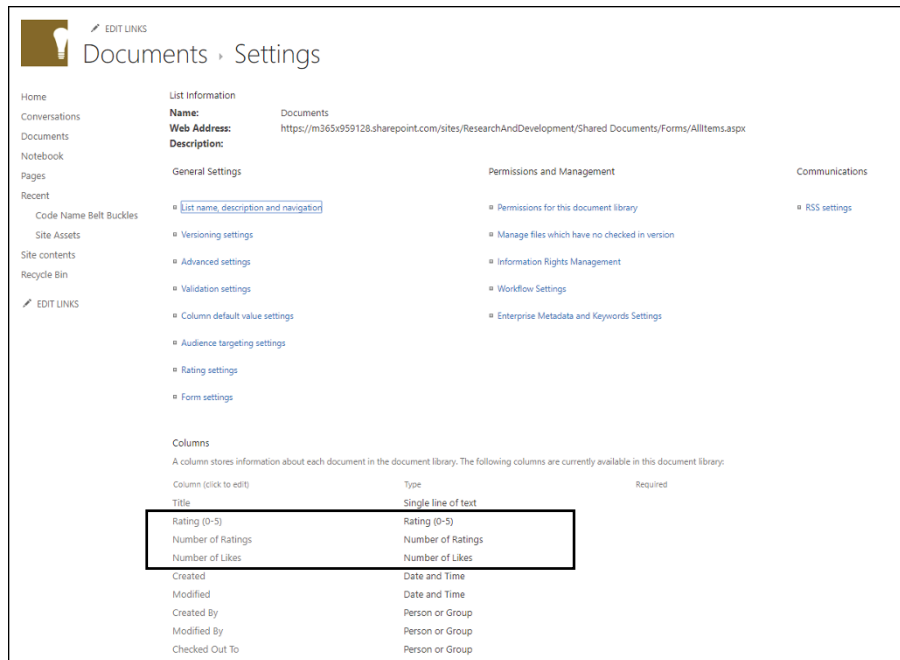 EDIT LINKS
Documents › Settings
Home
Conversations
Documents
Notebook
Pages
Recent
Code Name Belt Buckles
Site Assets
Site contents
Recycle Bin
EDIT LINKS
List Information
Name: Documents
Web Address: https://m365x959128.sharepoint.com/sites/ResearchAndDevelopment/Shared Documents/Forms/AllItems.aspx
Description:
General Settings Permissions and Management Communications
List name, description and navigation Permissions for this document library RSS settings
Versioning settings Manage files which have no checked in version
Advanced settings Information Rights Management
Validation settings Workflow Settings
Column default value settings Enterprise Metadata and Keywords Settings
Audience targeting settings
Rating settings
Form settings
Columns
A column stores information about each document in the document library. The following columns are currently available in this document library:
Column (click to edit) Type Required
Title Single line of text
Rating (0-5) Rating (0-5)
Number of Ratings Number of Ratings
Number of Likes Number of Likes
Created Date and Time
Modified Date and Time
Created By Person or Group
Modified By Person or Group
Checked Out To Person or Group